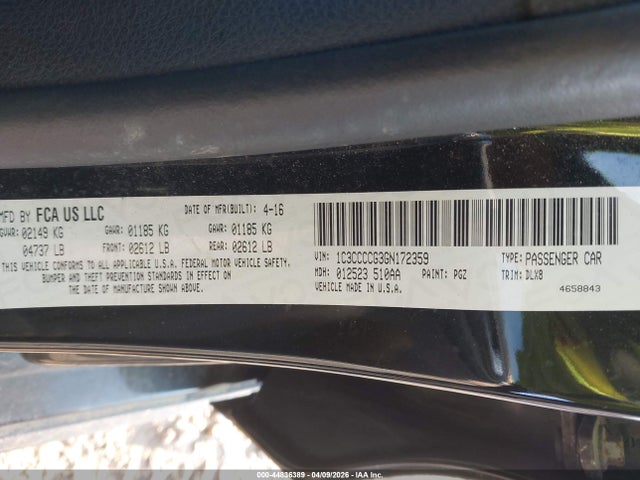 MFD BY FCA US LLC DATE OF MFR(BUILT): 4-16
GVWR: 02149 KG GAWR: 01185 KG GAWR: 01185 KG
04737 LB FRONT: 02612 LB REAR: 02612 LB
THIS VEHICLE CONFORMS TO ALL APPLICABLE U.S. FEDERAL MOTOR VEHICLE SAFETY,
BUMPER AND THEFT PREVENTION STANDARDS IN EFFECT ON
THE DATE OF MANUFACTURE SHOWN ABOVE.
VIN: 1C3CCCCG3GN172359 TYPE: PASSENGER CAR
MDH: 012523 510AA PAINT: PGZ TRIM: DLX8
4658843
000-44836389 - 04/09/2026 - IAA Inc.